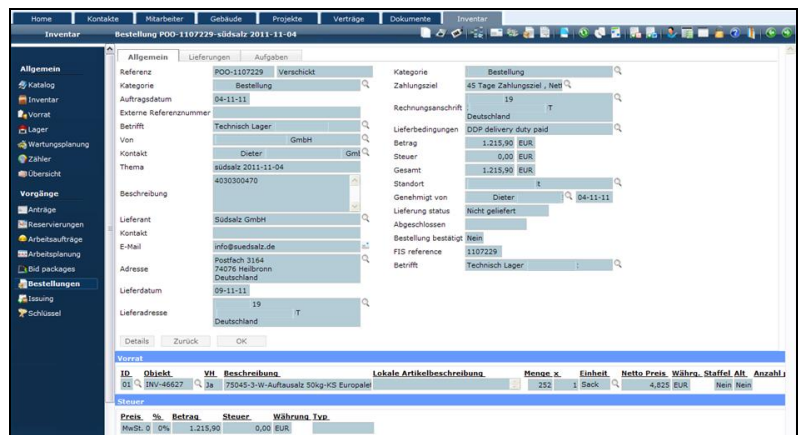 Home Kontakte Mitarbeiter Gebäude Projekte Verträge Dokumente Inventar
Inventar Bestellung POO-1107229-südsalz 2011-11-04
Allgemein Lieferungen Aufgaben
Allgemein
Katalog
Inventar
Vorrat
Lager
Wartungsplanung
Zähler
Übersicht
Vorgänge
Anträge
Reservierungen
Arbeitsaufträge
Arbeitsplanung
Bid packages
Bestellungen
Issuing
Schlüssel
Referenz POO-1107229 Verschickt
Kategorie Bestellung
Auftragsdatum 04-11-11
Externe Referenznummer
Betrifft Technisch Lager
Von GmbH
Kontakt Dieter Gml
Thema südsalz 2011-11-04
Beschreibung 4030300470
Lieferant Südsalz GmbH
Kontakt
E-Mail info@suedsalz.de
Adresse Postfach 3164
74076 Heilbronn
Deutschland
Lieferdatum 09-11-11
Lieferadresse 19
T
Deutschland
Kategorie Bestellung
Zahlungsziel 45 Tage Zahlungsziel , Nett
Rechnungsanschrift 19
T
Deutschland
Lieferbedingungen DDP delivery duty paid
Betrag 1.215,90 EUR
Steuer 0,00 EUR
Gesamt 1.215,90 EUR
Standort t
Genehmigt von Dieter 04-11-11
Lieferung status Nicht geliefert
Abgeschlossen
Bestellung bestätigt Nein
FIS reference 1107229
Betrifft Technisch Lager :
Details Zurück OK
Vorrat
ID Objekt VH Beschreibung Lokale Artikelbeschreibung Menge x Einheit Netto Preis Währg. Staffel Alt Anzahl
01 INV-46627 Ja 75045-3-W-Auftausalz 50kg-KS Europalet 252 1 Sack 4,825 EUR Nein Nein
Steuer
Preis % Betrag Steuer Währung Typ
MwSt. 0 0% 1.215,90 0,00 EUR